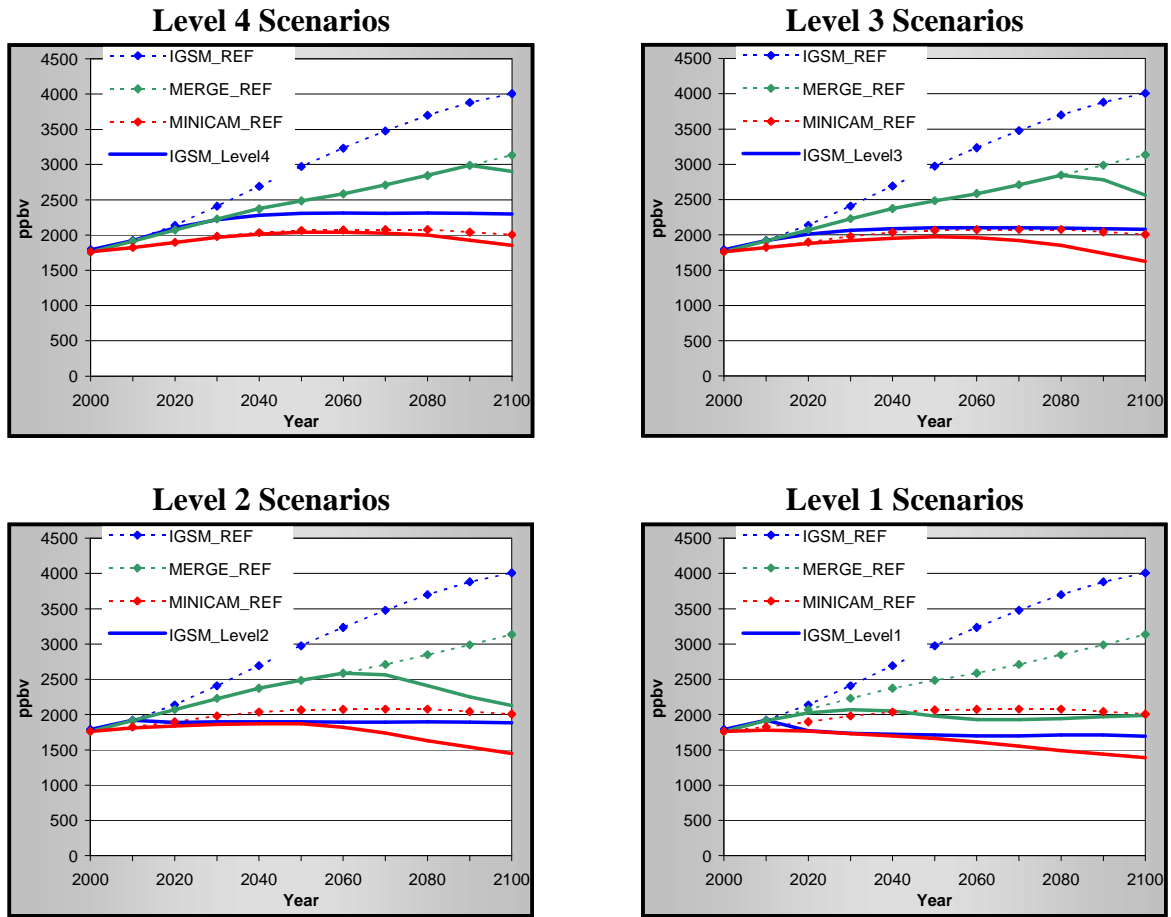 Level 4 Scenarios
4500
4000
3500
3000
2500
2000
1500
1000
500
0
ppbv
IGSM_REF
MERGE_REF
MINICAM_REF
IGSM_Level4
2000 2020 2040 2060 2080 2100
Year
Level 3 Scenarios
4500
4000
3500
3000
2500
2000
1500
1000
500
0
ppbv
IGSM_REF
MERGE_REF
MINICAM_REF
IGSM_Level3
2000 2020 2040 2060 2080 2100
Year
Level 2 Scenarios
4500
4000
3500
3000
2500
2000
1500
1000
500
0
ppbv
IGSM_REF
MERGE_REF
MINICAM_REF
IGSM_Level2
2000 2020 2040 2060 2080 2100
Year
Level 1 Scenarios
4500
4000
3500
3000
2500
2000
1500
1000
500
0
ppbv
IGSM_REF
MERGE_REF
MINICAM_REF
IGSM_Level1
2000 2020 2040 2060 2080 2100
Year